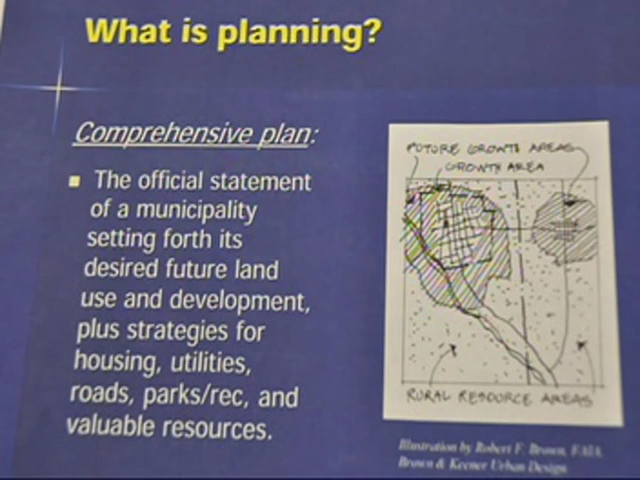 What is planning?
Comprehensive plan:
The official statement
of a municipality
setting forth its
desired future land
use and development,
plus strategies for
housing, utilities,
roads, parks/rec, and
valuable resources.
FUTURE GROWTH AREAS
GROWTH AREA
RURAL RESOURCE AREAS
Illustration by Robert F. Brown, FAIA,
Brown & Keener Urban Design